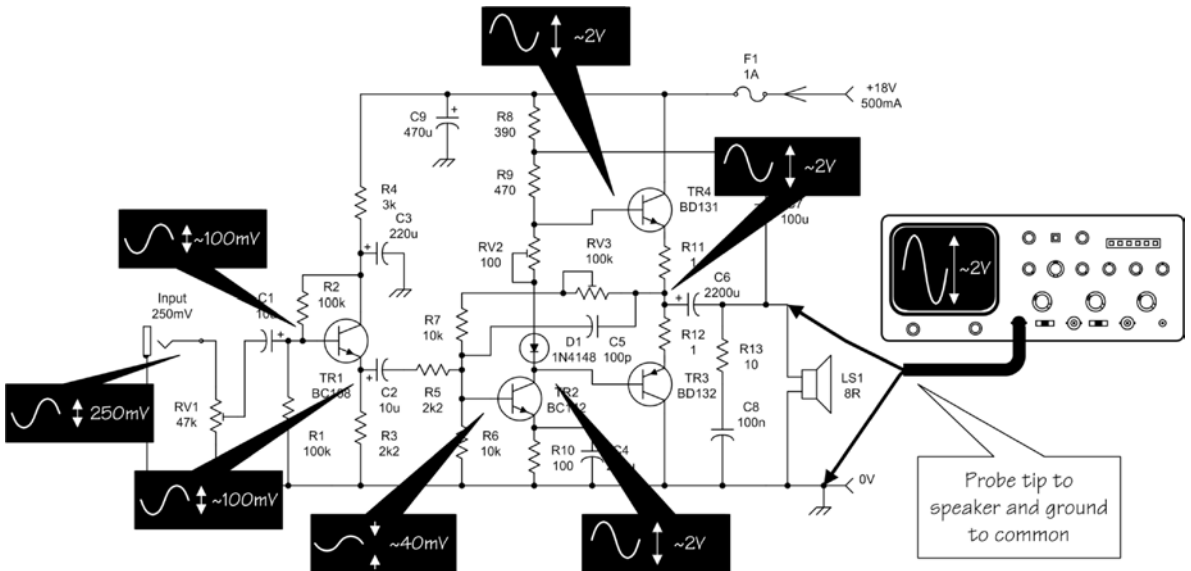 ~2V
F1
1A
+18V
500mA
C9
470u
R8
390
~2V
R9
470
TR4
BD131
R4
3k
C3
220u
100u
~100mV
RV2
100
RV3
100k
R11
1
~2V
Input
250mV
C1
R2
100k
C6
2200u
R7
10k
D1
1N4148
C5
100p
R12
1
R13
10
TR1
C2
10u
R5
2k2
TR2
TR3
BD132
LS1
8R
250mV
RV1
47k
C8
100n
R1
100k
R3
2k2
R6
10k
R10
100
0V
Probe tip to
speaker and ground
to common
~100mV
~40mV
~2V